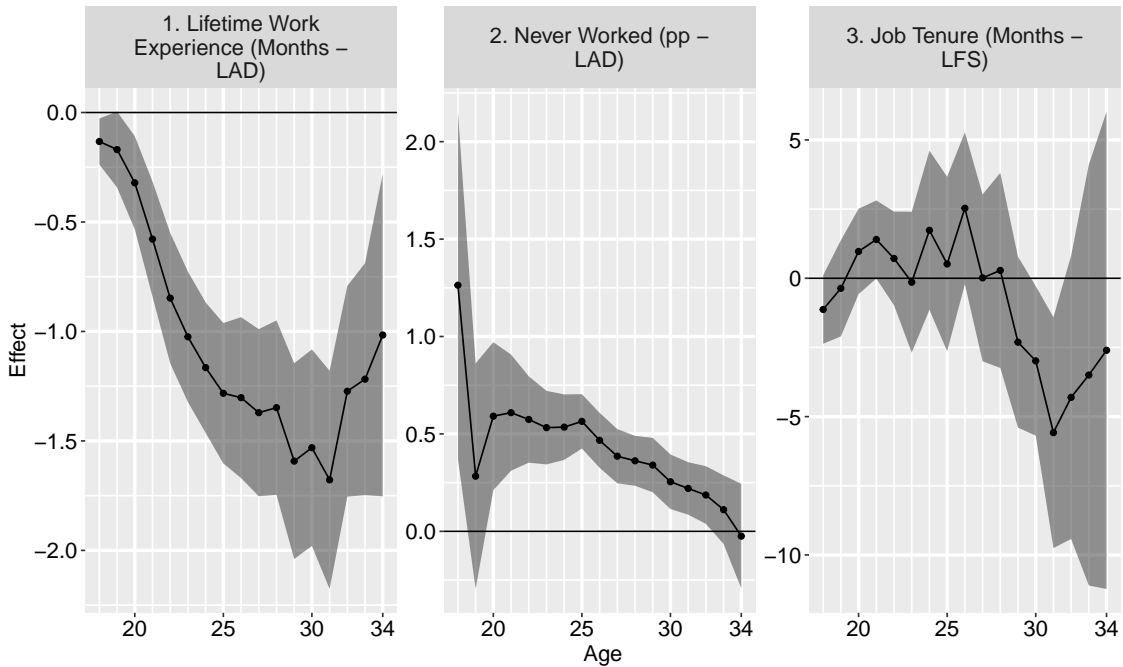 1. Lifetime Work
Experience (Months −
LAD)
2. Never Worked (pp −
LAD)
3. Job Tenure (Months −
LFS)
Effect
0.0
−0.5
−1.0
−1.5
−2.0
2.0
1.5
1.0
0.5
0.0
5
0
−5
−10
20 25 30 34
20 25 30 34
20 25 30 34
Age